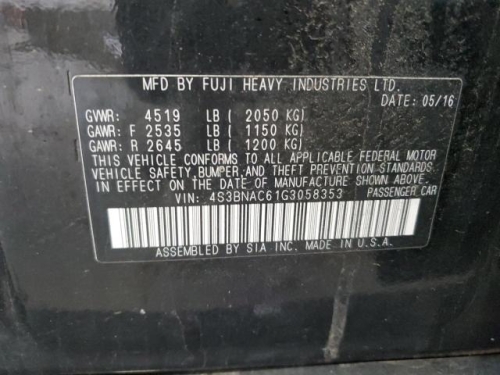 MFD BY FUJI HEAVY INDUSTRIES LTD.
DATE: 05/16
GVWR: 4519 LB ( 2050 KG)
GAWR: F 2535 LB ( 1150 KG)
GAWR: R 2645 LB ( 1200 KG)
THIS VEHICLE CONFORMS TO ALL APPLICABLE FEDERAL MOTOR
VEHICLE SAFETY, BUMPER, AND THEFT PREVENTION STANDARDS
IN EFFECT ON THE DATE OF MANUFACTURE SHOWN ABOVE.
VIN: 4S3BNAC61G3058353 PASSENGER CAR
ASSEMBLED BY SIA INC. MADE IN U.S.A.